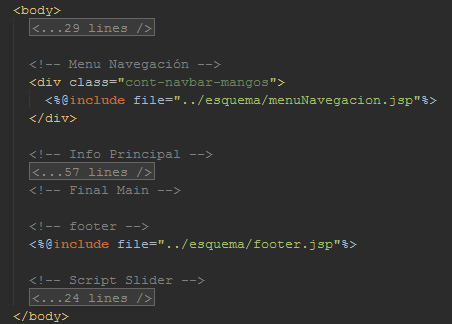 <body>
<...29 lines />
<!-- Menu Navegación -->
<div class="cont-navbar-mangos">
<%@include file="../esquema/menuNavegacion.jsp"%>
</div>
<!-- Info Principal -->
<...57 lines />
<!-- Final Main -->
<!-- footer -->
<%@include file="../esquema/footer.jsp"%>
<!-- Script Slider -->
<...24 lines />
</body>